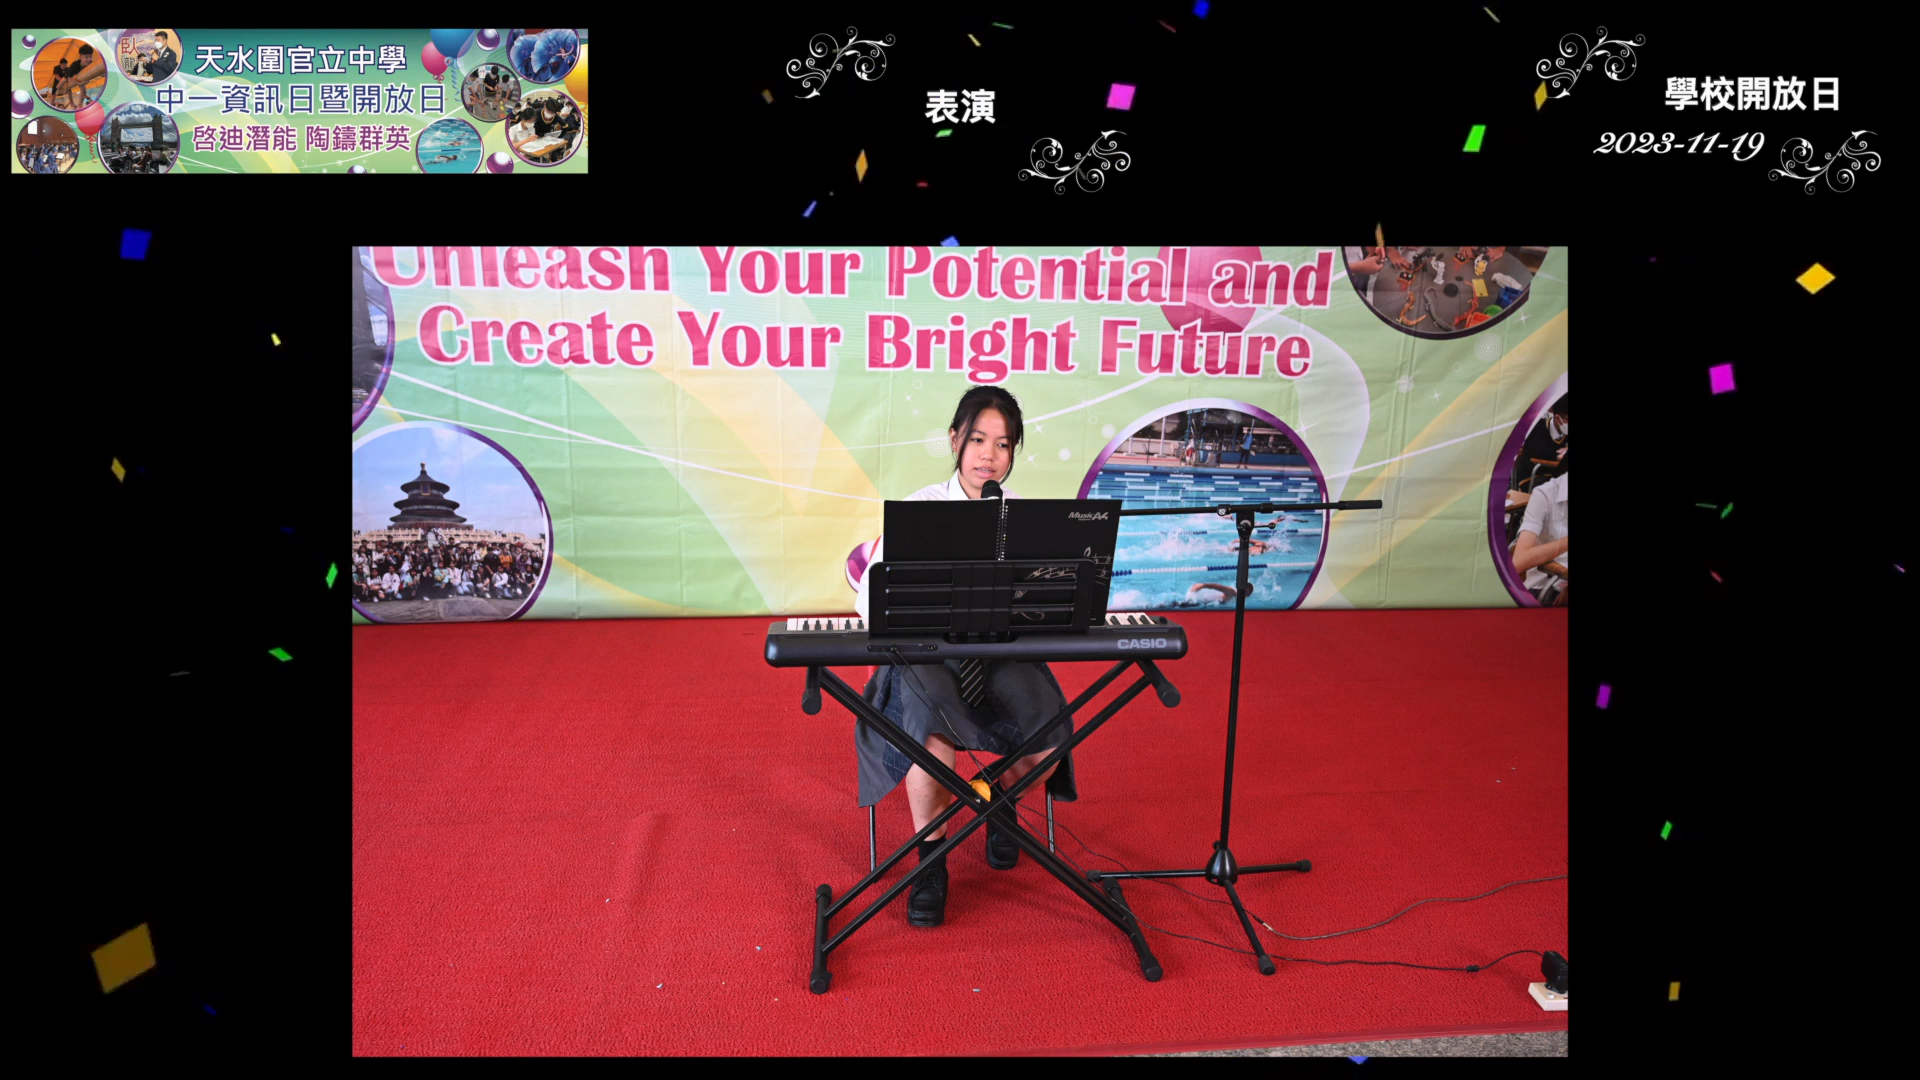 天水圍官立中學
中一資訊日暨開放日
啓迪潛能 陶鑄群英
表演
學校開放日
2023-11-19
Unleash Your Potential and
Create Your Bright Future
MusicA4
CASIO